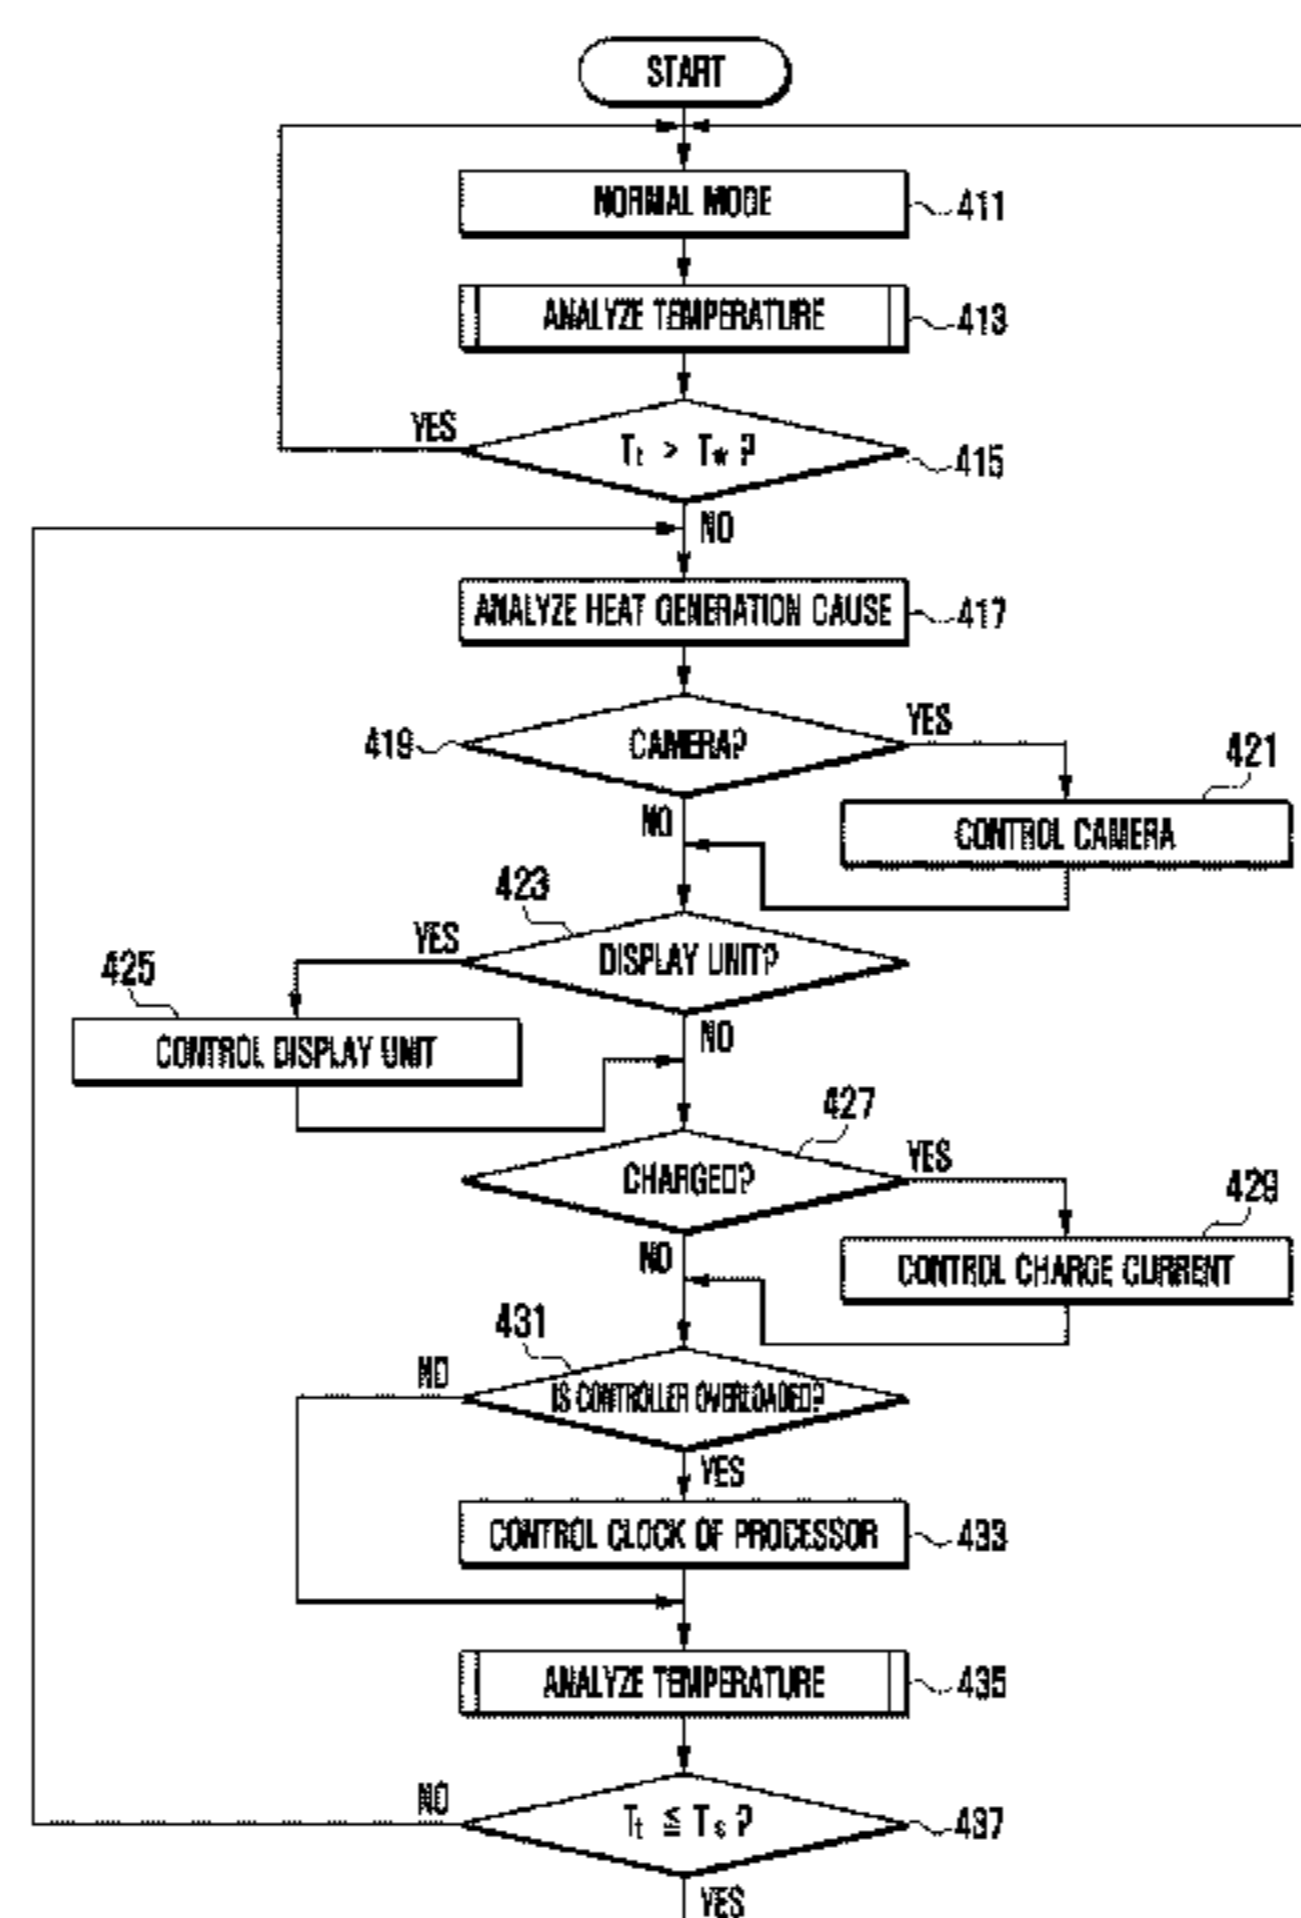 START
NORMAL MODE
411
ANALYZE TEMPERATURE
413
YES
Tt > Tw ?
415
NO
ANALYZE HEAT GENERATION CAUSE
417
419
CAMERA?
YES
421
CONTROL CAMERA
NO
423
YES
DISPLAY UNIT?
425
CONTROL DISPLAY UNIT
NO
427
CHARGED?
YES
429
CONTROL CHARGE CURRENT
NO
431
NO
IS CONTROLLER OVERLOADED?
YES
CONTROL CLOCK OF PROCESSOR
433
ANALYZE TEMPERATURE
435
NO
Tt ≦ Ts ?
437
YES